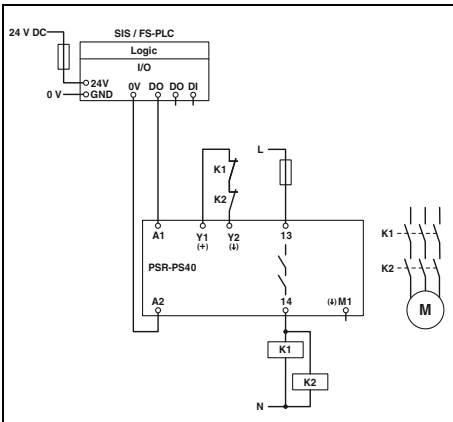 24 V DC
SIS / FS-PLC
Logic
I/O
24V
0 V
GND
0V DO DO DI
L
K1
K2
A1 Y1 Y2 13
(+) (↓)
K1
PSR-PS40
K2
A2 14 (↓) M1
M
K1
K2
N